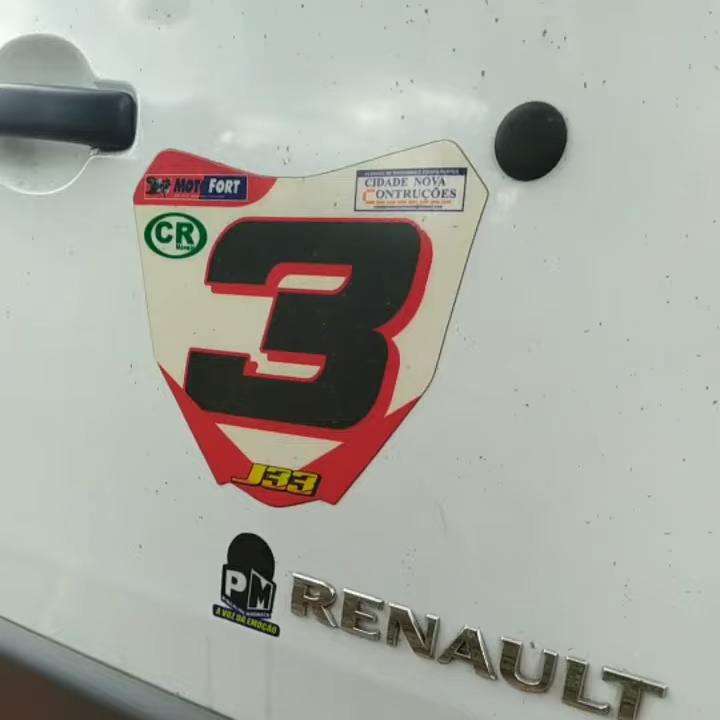 MOTOFORT
CIDADE NOVA
CONTRUÇÕES
CR
3
J33
PM
A VOZ DA EMOÇÃO
RENAULT